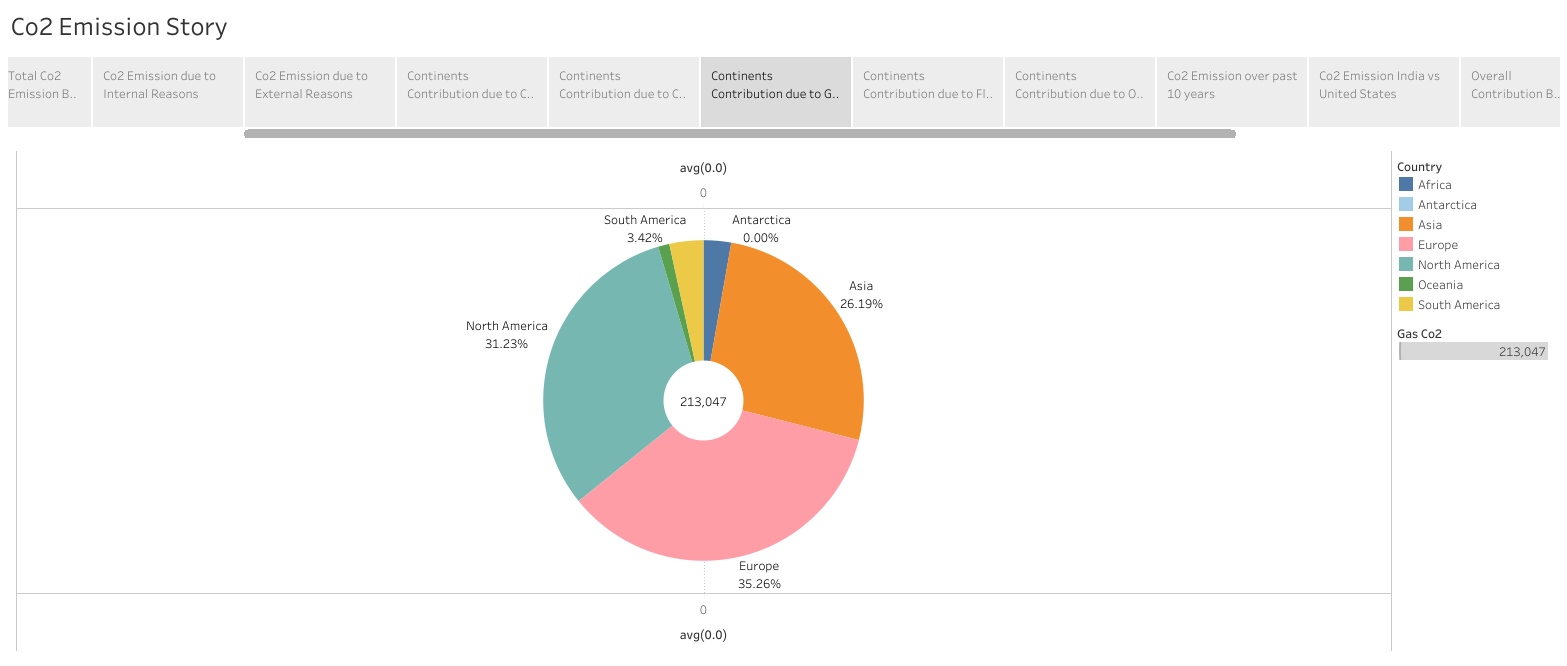 Co2 Emission Story
Total Co2
Emission B..
Co2 Emission due to
Internal Reasons
Co2 Emission due to
External Reasons
Continents
Contribution due to C..
Continents
Contribution due to C..
Continents
Contribution due to G..
Continents
Contribution due to Fl..
Continents
Contribution due to O..
Co2 Emission over past
10 years
Co2 Emission India vs
United States
Overall
Contribution B..
avg(0.0)
0
South America
3.42%
Antarctica
0.00%
Asia
26.19%
North America
31.23%
213,047
Europe
35.26%
0
avg(0.0)
Country
Africa
Antarctica
Asia
Europe
North America
Oceania
South America
Gas Co2
213,047